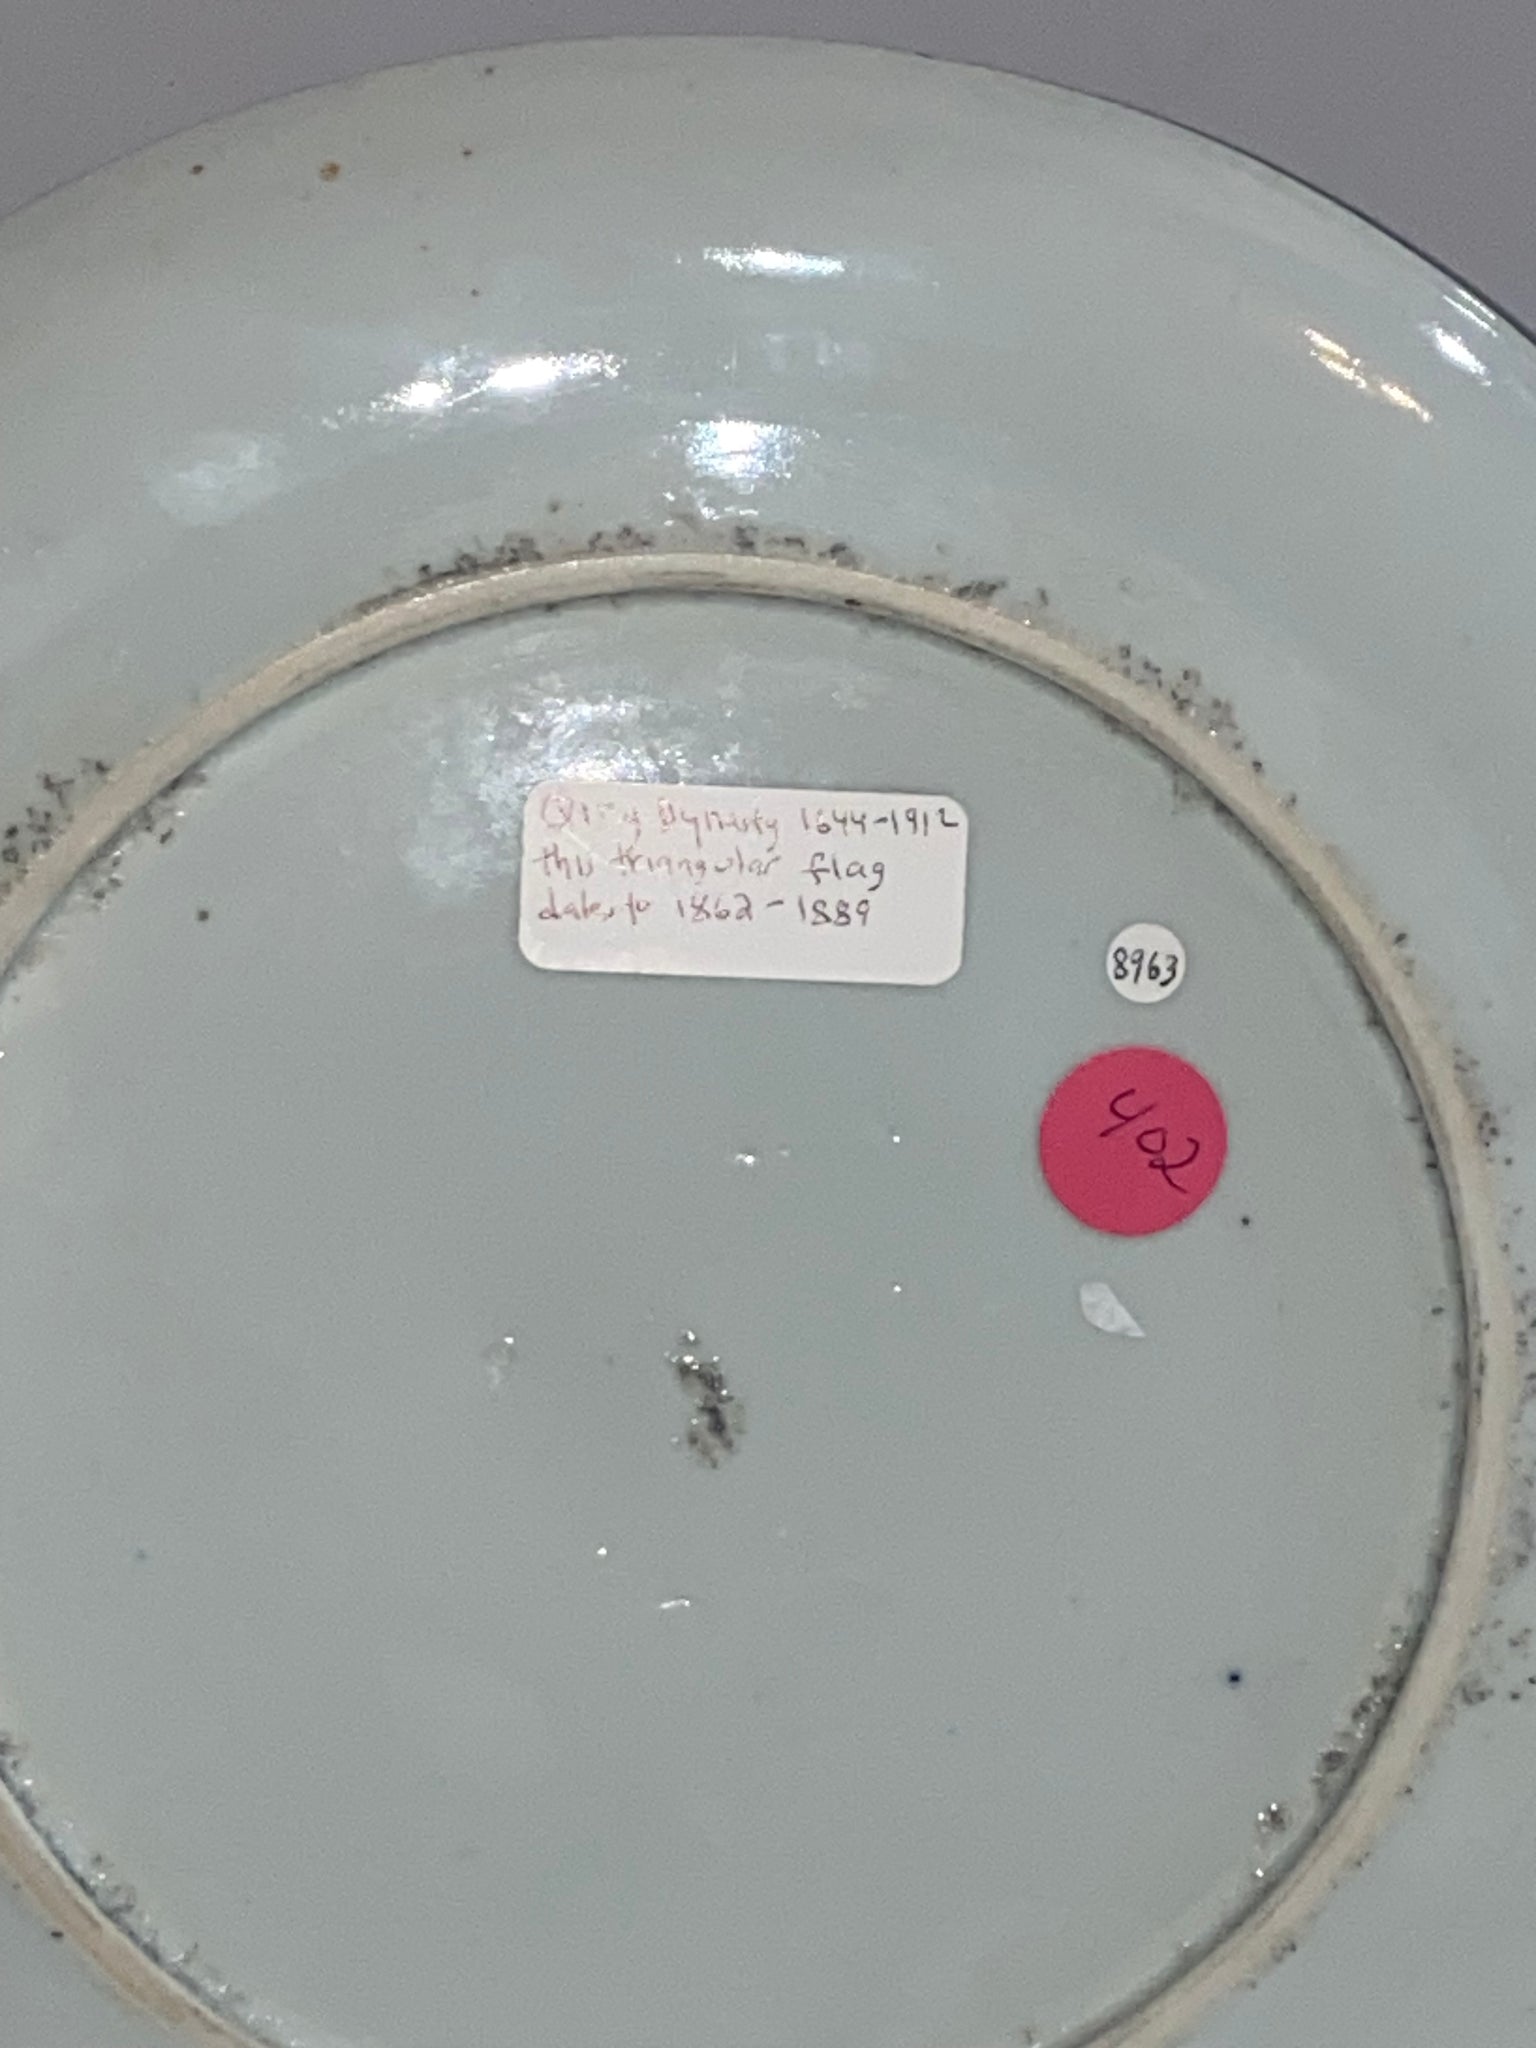 Qing Dynasty 1644-1912
this triangular flag
dates to 1862-1889
8963
402